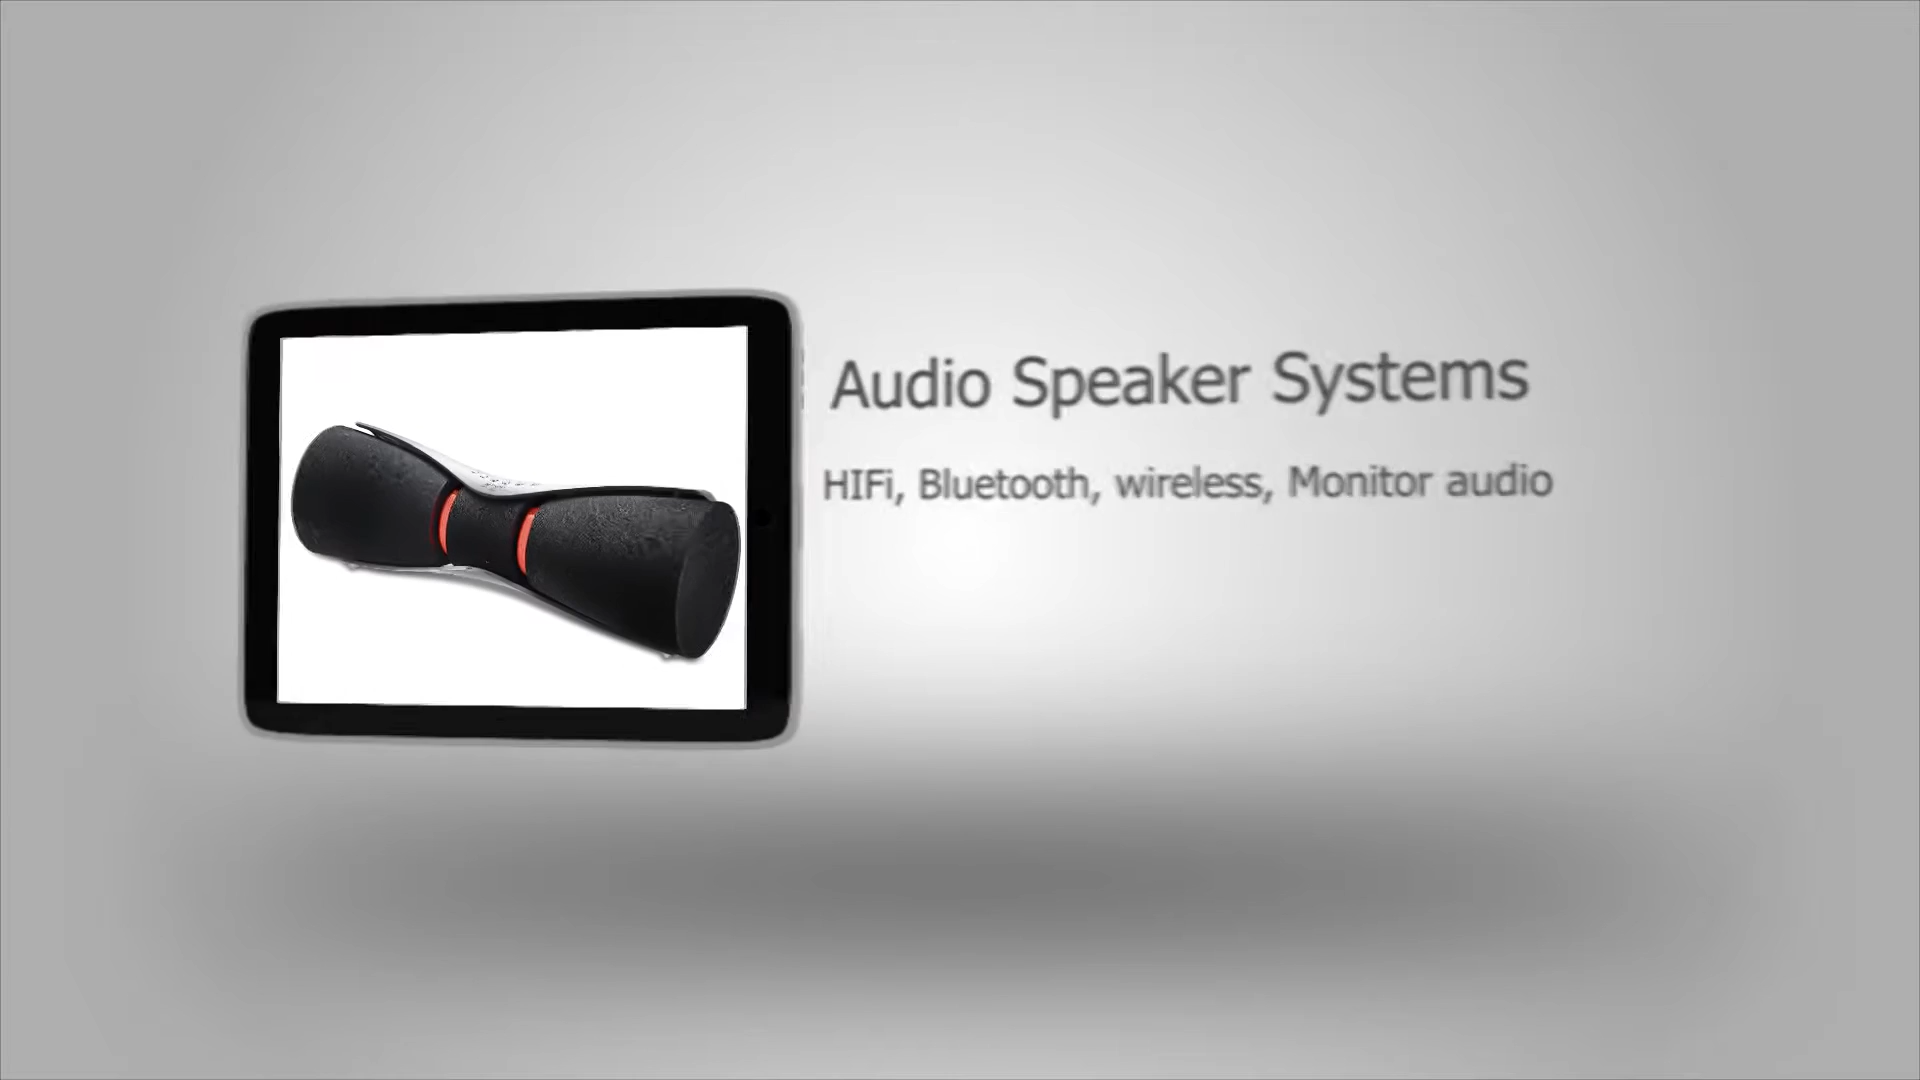 Audio Speaker Systems
HIFi, Bluetooth, wireless, Monitor audio